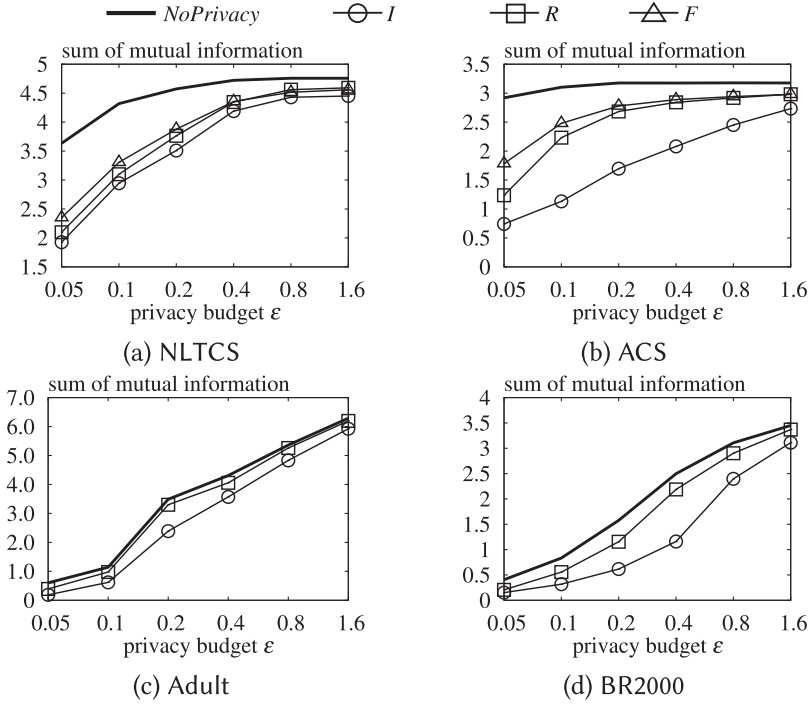 NoPrivacy I R F
sum of mutual information
5
4.5
4
3.5
3
2.5
2
1.5
0.05 0.1 0.2 0.4 0.8 1.6
privacy budget ε
(a) NLTCS
sum of mutual information
3.5
3
2.5
2
1.5
1
0.5
0
0.05 0.1 0.2 0.4 0.8 1.6
privacy budget ε
(b) ACS
sum of mutual information
7.0
6.0
5.0
4.0
3.0
2.0
1.0
0.0
0.05 0.1 0.2 0.4 0.8 1.6
privacy budget ε
(c) Adult
sum of mutual information
4
3.5
3
2.5
2
1.5
1
0.5
0
0.05 0.1 0.2 0.4 0.8 1.6
privacy budget ε
(d) BR2000